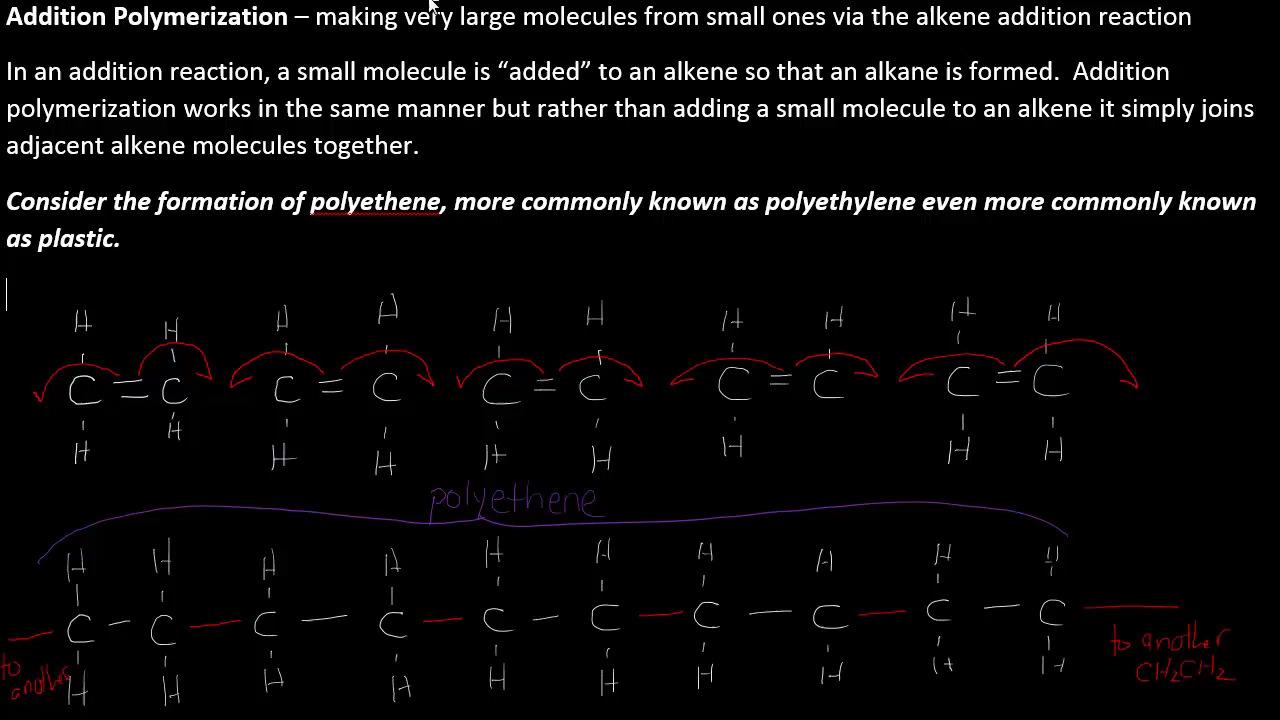 Addition Polymerization – making very large molecules from small ones via the alkene addition reaction
In an addition reaction, a small molecule is “added” to an alkene so that an alkane is formed.  Addition
polymerization works in the same manner but rather than adding a small molecule to an alkene it simply joins
adjacent alkene molecules together.
Consider the formation of polyethene, more commonly known as polyethylene even more commonly known
as plastic.
H H H H H H H H H H
C = C C = C C = C C = C C = C
H H H H H H H H H
polyethene
H H H H H H H H H H
— C — C — C — C — C — C — C — C — C — C —
H H H H H H H H H H
to
another
to another
CH₂CH₂